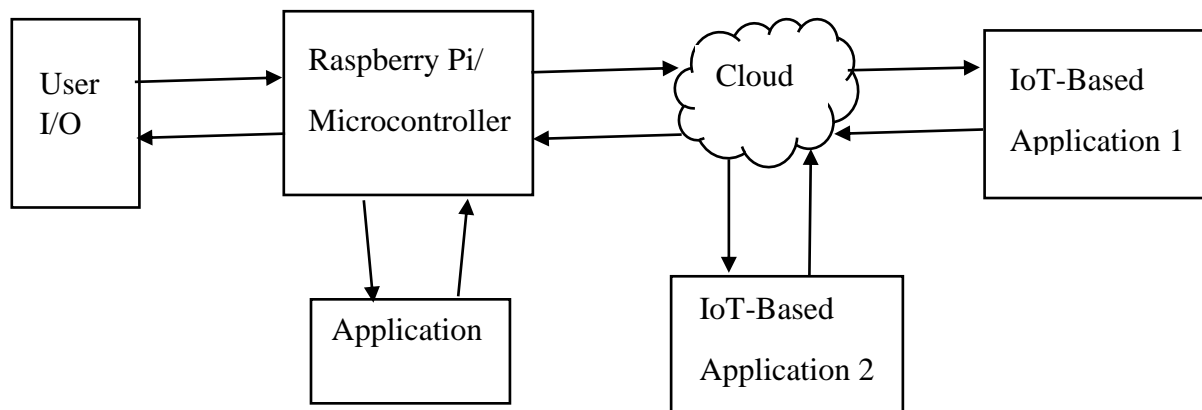 User
I/O
Raspberry Pi/
Microcontroller
Cloud
IoT-Based
Application 1
Application
IoT-Based
Application 2